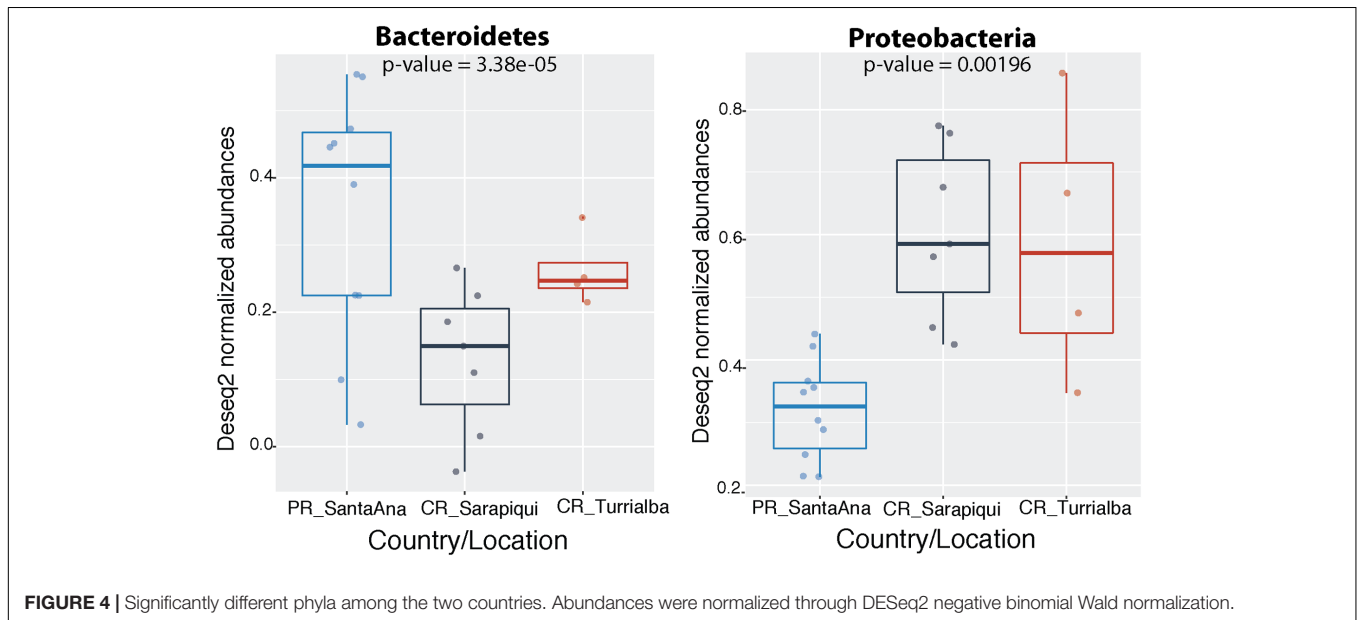 Bacteroidetes
p-value = 3.38e-05
Deseq2 normalized abundances
0.4
0.2
0.0
PR_SantaAna CR_Sarapiqui CR_Turrialba
Country/Location
Proteobacteria
p-value = 0.00196
Deseq2 normalized abundances
0.8
0.6
0.4
0.2
PR_SantaAna CR_Sarapiqui CR_Turrialba
Country/Location
FIGURE 4 | Significantly different phyla among the two countries. Abundances were normalized through DESeq2 negative binomial Wald normalization.